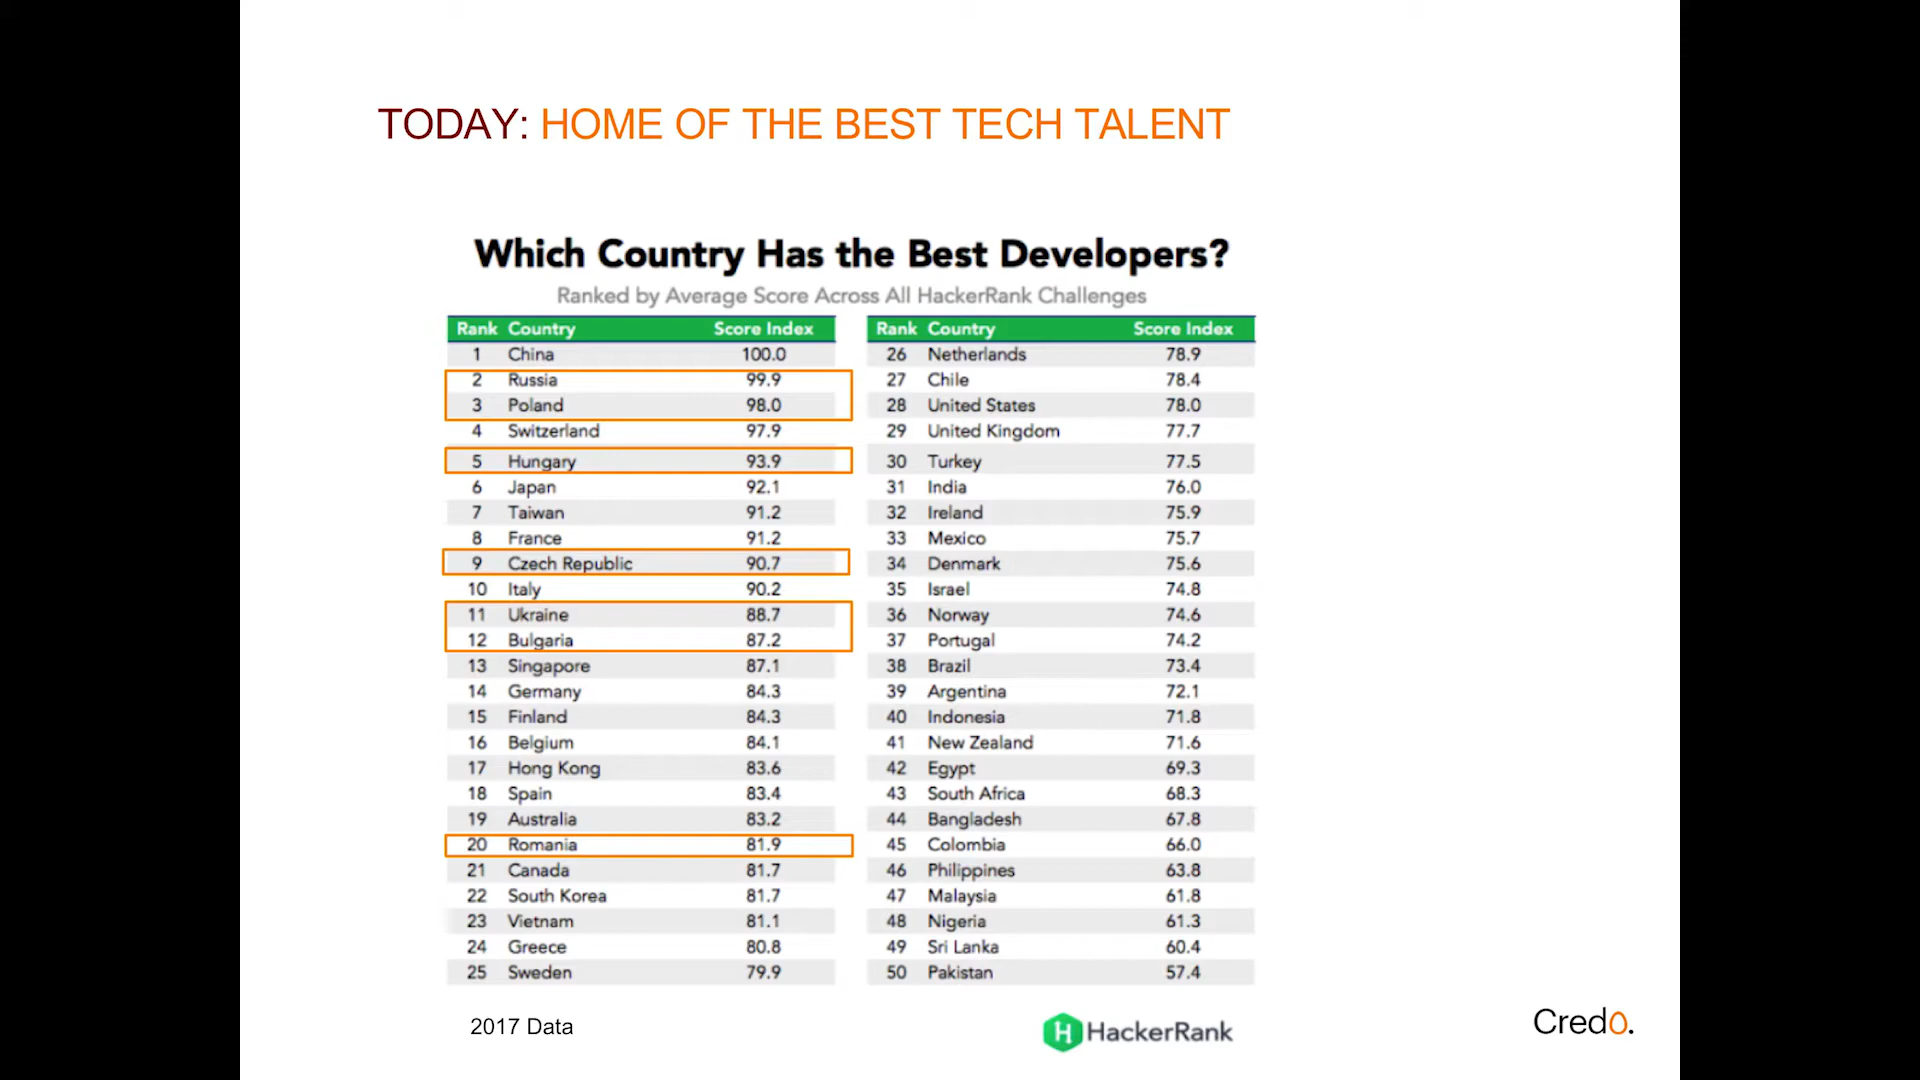 TODAY: HOME OF THE BEST TECH TALENT
Which Country Has the Best Developers?
Ranked by Average Score Across All HackerRank Challenges
Rank Country Score Index
1 China 100.0
2 Russia 99.9
3 Poland 98.0
4 Switzerland 97.9
5 Hungary 93.9
6 Japan 92.1
7 Taiwan 91.2
8 France 91.2
9 Czech Republic 90.7
10 Italy 90.2
11 Ukraine 88.7
12 Bulgaria 87.2
13 Singapore 87.1
14 Germany 84.3
15 Finland 84.3
16 Belgium 84.1
17 Hong Kong 83.6
18 Spain 83.4
19 Australia 83.2
20 Romania 81.9
21 Canada 81.7
22 South Korea 81.7
23 Vietnam 81.1
24 Greece 80.8
25 Sweden 79.9
Rank Country Score Index
26 Netherlands 78.9
27 Chile 78.4
28 United States 78.0
29 United Kingdom 77.7
30 Turkey 77.5
31 India 76.0
32 Ireland 75.9
33 Mexico 75.7
34 Denmark 75.6
35 Israel 74.8
36 Norway 74.6
37 Portugal 74.2
38 Brazil 73.4
39 Argentina 72.1
40 Indonesia 71.8
41 New Zealand 71.6
42 Egypt 69.3
43 South Africa 68.3
44 Bangladesh 67.8
45 Colombia 66.0
46 Philippines 63.8
47 Malaysia 61.8
48 Nigeria 61.3
49 Sri Lanka 60.4
50 Pakistan 57.4
2017 Data
H HackerRank
Credo.